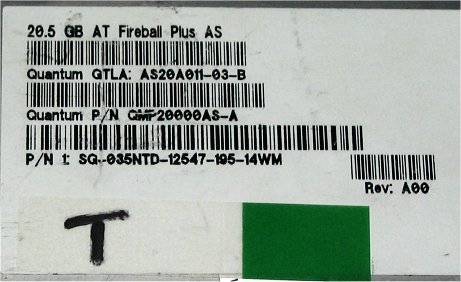 20.5 GB AT Fireball Plus AS
Quantum GTLA: AS20A011-03-B
Quantum P/N QMP20000AS-A
P/N 1: SG-035NTD-12547-195-14WM
Rev: A00
T